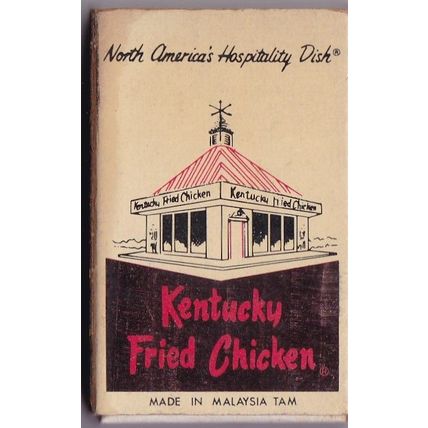 North America's Hospitality Dish®
Kentucky Fried Chicken Kentucky Fried Chicken
Kentucky
Fried Chicken®
MADE IN MALAYSIA TAM